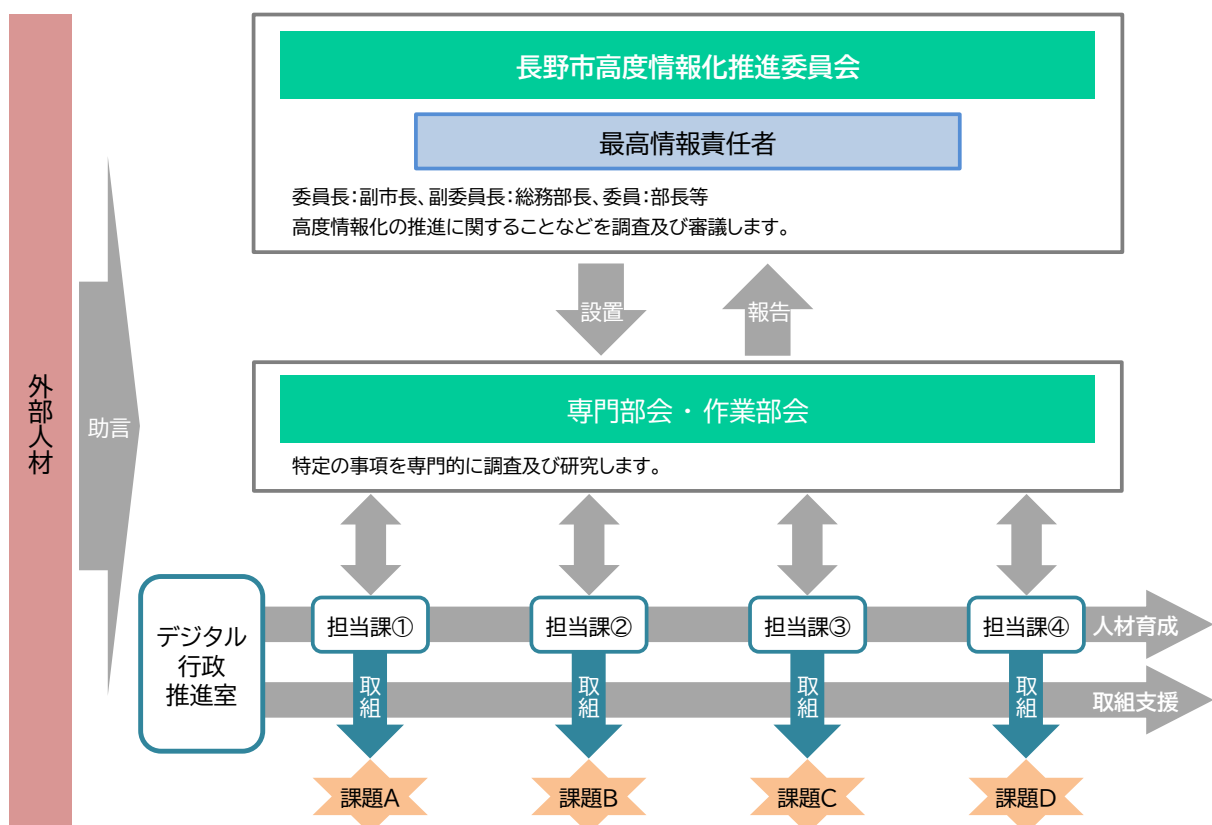 長野市高度情報化推進委員会
最高情報責任者
委員長：副市長、副委員長：総務部長、委員：部長等
高度情報化の推進に関することなどを調査及び審議します。
設置
報告
外部人材
助言
専門部会・作業部会
特定の事項を専門的に調査及び研究します。
デジタル
行政
推進室
担当課①
担当課②
担当課③
担当課④
人材育成
取組
取組
取組
取組
取組支援
課題A
課題B
課題C
課題D